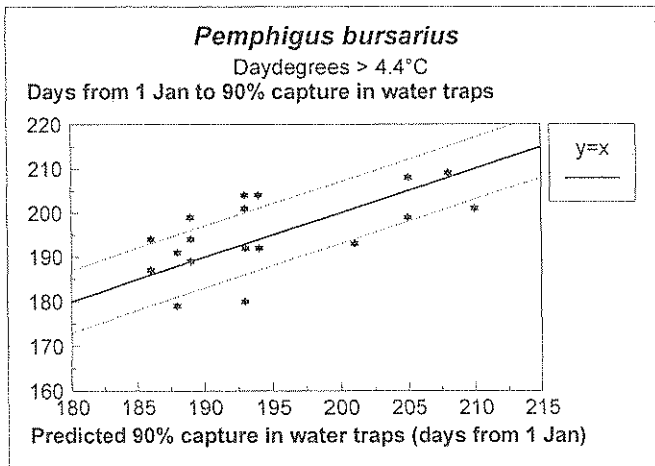 Pemphigus bursarius
Daydegrees > 4.4°C
Days from 1 Jan to 90% capture in water traps
220
210
200
190
180
170
160
180 185 190 195 200 205 210 215
Predicted 90% capture in water traps (days from 1 Jan)
y=x